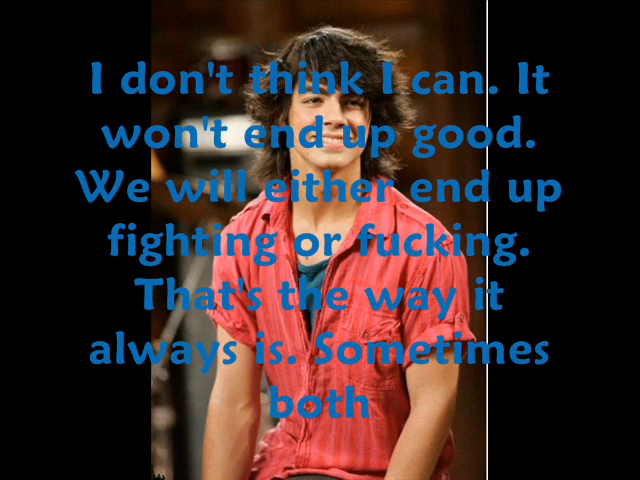 I don't think I can. It
won't end up good.
We will either end up
fighting or fucking.
That's the way it
always is. Sometimes
both